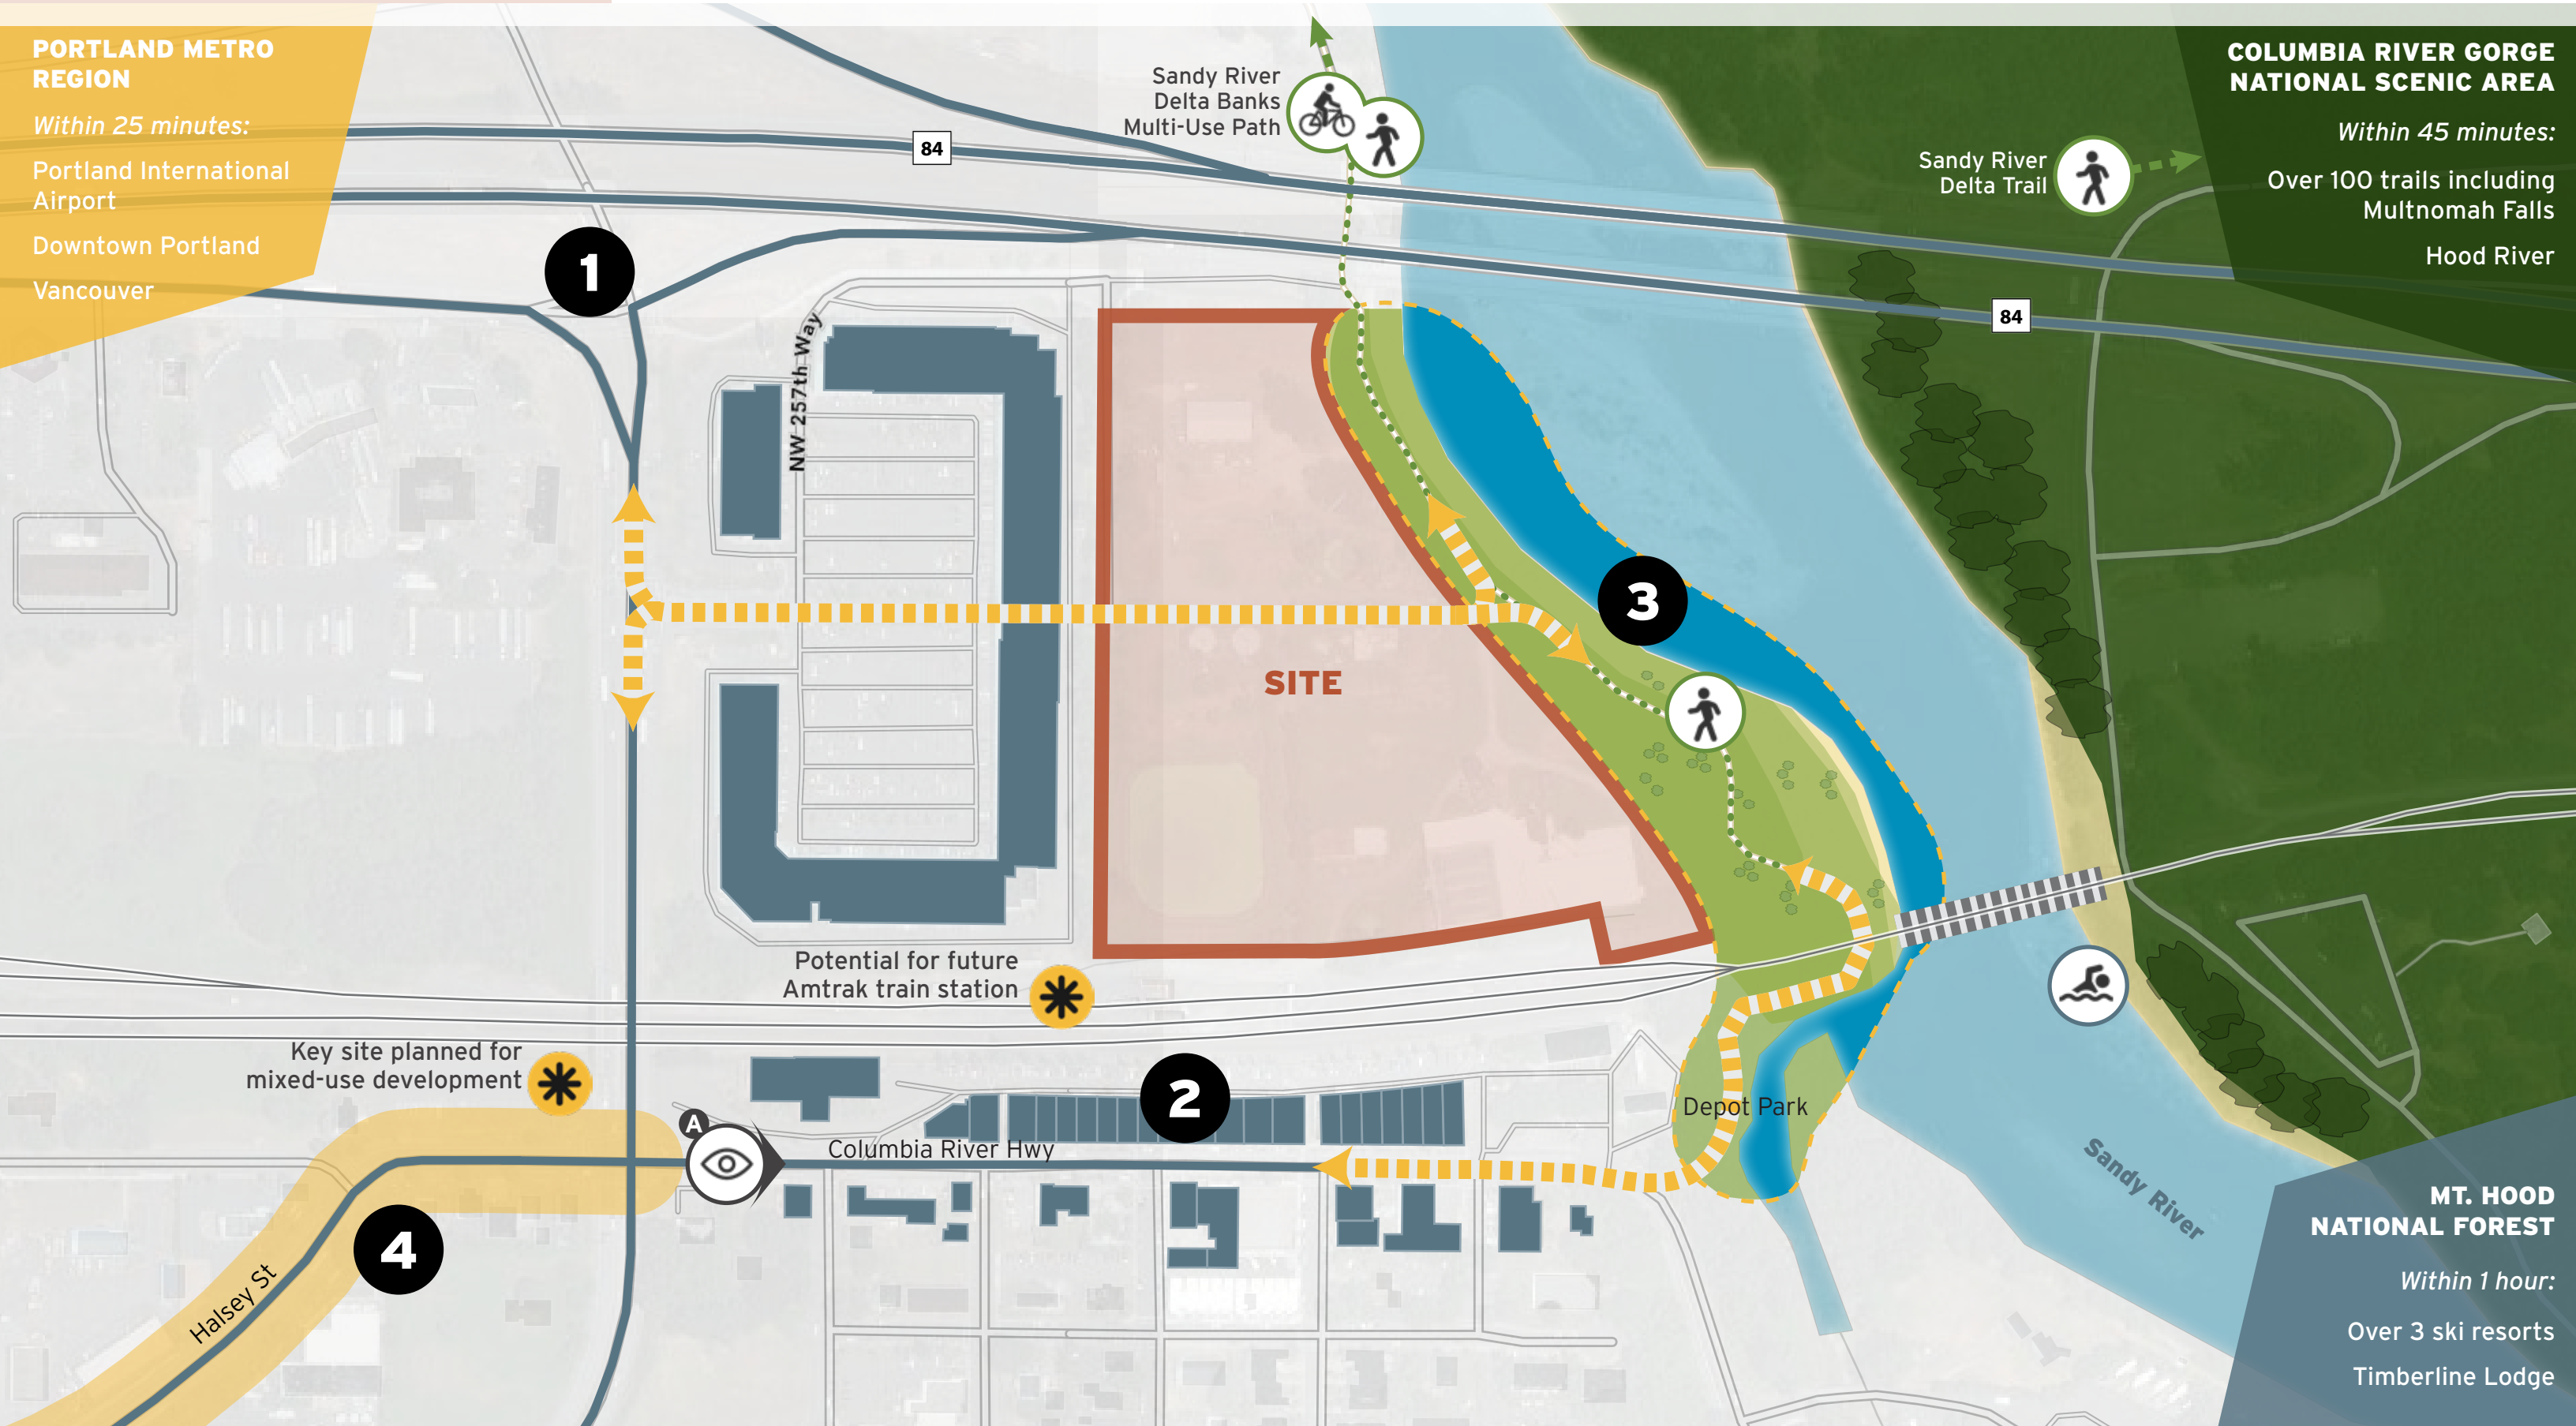 PORTLAND METRO
REGION
Within 25 minutes:
Portland International
Airport
Downtown Portland
Vancouver
Sandy River
Delta Banks
Multi-Use Path
84
Sandy River
Delta Trail
COLUMBIA RIVER GORGE
NATIONAL SCENIC AREA
Within 45 minutes:
Over 100 trails including
Multnomah Falls
Hood River
84
1
NW 257th Way
3
SITE
Potential for future
Amtrak train station
Key site planned for
mixed-use development
2
A
Columbia River Hwy
Depot Park
4
Halsey St
Sandy River
MT. HOOD
NATIONAL FOREST
Within 1 hour:
Over 3 ski resorts
Timberline Lodge